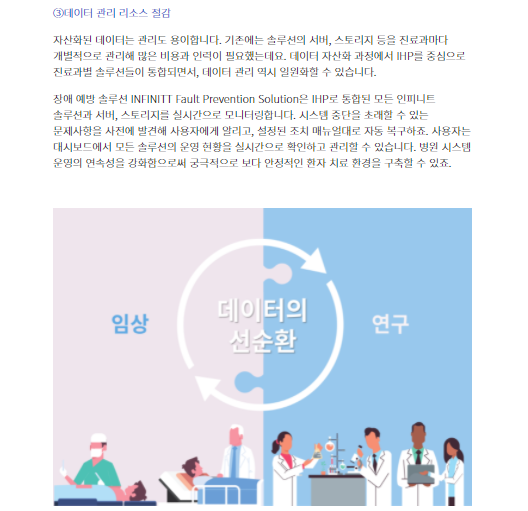 ③데이터 관리 리소스 절감
자산화된 데이터는 관리도 용이합니다. 기존에는 솔루션의 서버, 스토리지 등을 진료과마다
개별적으로 관리해 많은 비용과 인력이 필요했는데요. 데이터 자산화 과정에서 IHP를 중심으로
진료과별 솔루션들이 통합되면서, 데이터 관리 역시 일원화할 수 있습니다.
장애 예방 솔루션 INFINITT Fault Prevention Solution은 IHP로 통합된 모든 인피니트
솔루션과 서버, 스토리지를 실시간으로 모니터링합니다. 시스템 중단을 초래할 수 있는
문제사항을 사전에 발견해 사용자에게 알리고, 설정된 조치 매뉴얼대로 자동 복구하죠. 사용자는
대시보드에서 모든 솔루션의 운영 현황을 실시간으로 확인하고 관리할 수 있습니다. 병원 시스템
운영의 연속성을 강화함으로써 궁극적으로 보다 안정적인 환자 치료 환경을 구축할 수 있죠.
임상
데이터의
선순환
연구